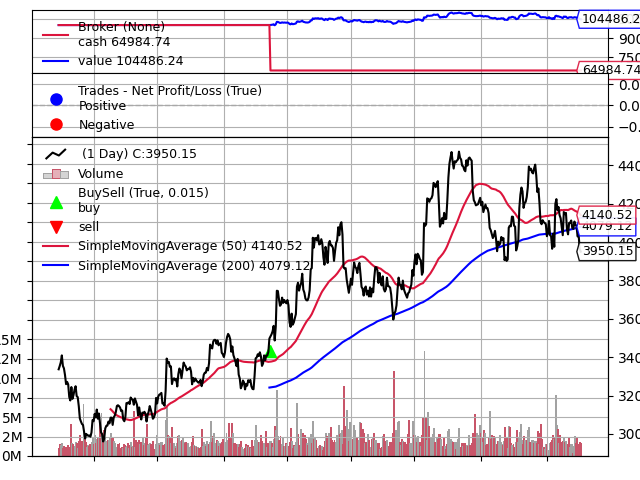 Broker (None)
cash 64984.74
value 104486.24
104486.2
900
750
64984.74
Trades - Net Profit/Loss (True)
Positive
Negative
0.0
0.0
−0.
(1 Day) C:3950.15
Volume
BuySell (True, 0.015)
buy
sell
SimpleMovingAverage (50) 4140.52
SimpleMovingAverage (200) 4079.12
440
420
4140.52
4079.12
400
3950.15
380
340
320
300
5M
2M
0M
7M
5M
2M
0M